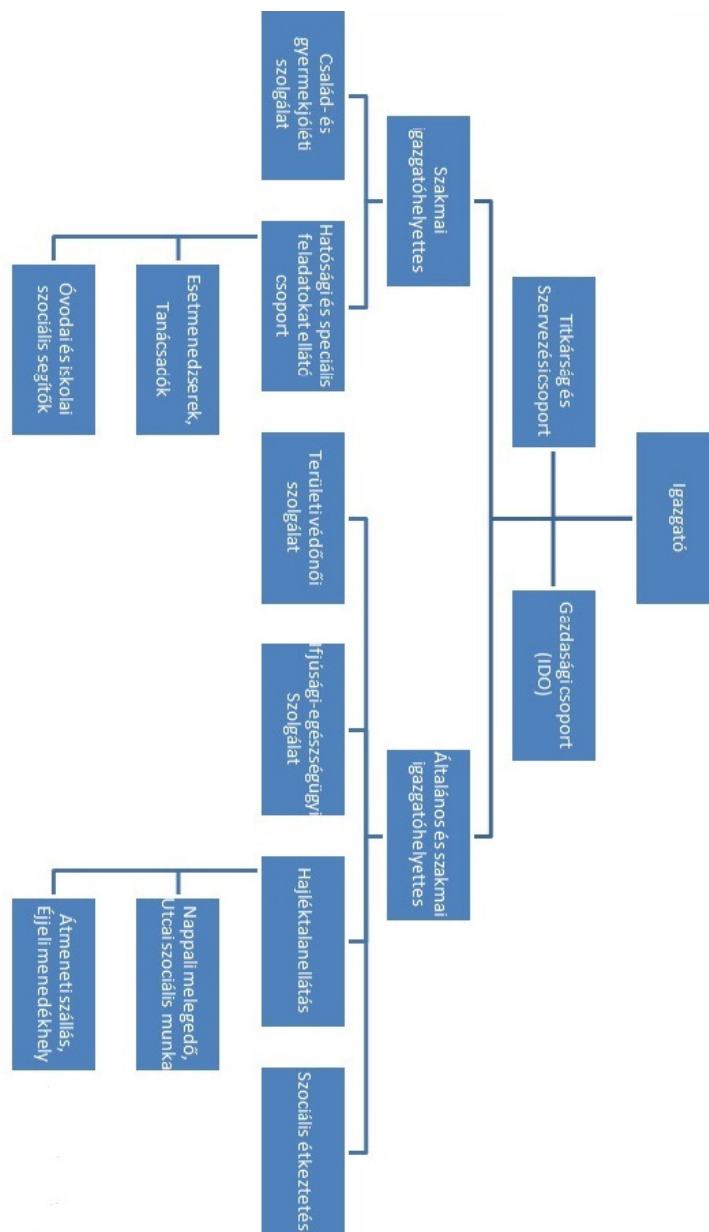 Igazgató
Titkárság és
Szervezési csoport
Gazdasági csoport
(IDO)
Szakmai
igazgatóhelyettes
Általános és szakmai
igazgatóhelyettes
Család- és
gyermekjóléti
szolgálat
Hatósági és speciális
feladatokat ellátó
csoport
Területi védőnői
szolgálat
Ifjúsági-egészségügyi
Szolgálat
Hajléktalanellátás
Szociális étkeztetés
Esetmenedzserek,
Tanácsadók
Nappali melegedő,
Utcai szociális munka
Óvodai és iskolai
szociális segítők
Átmeneti szállás,
Éjjeli menedékhely